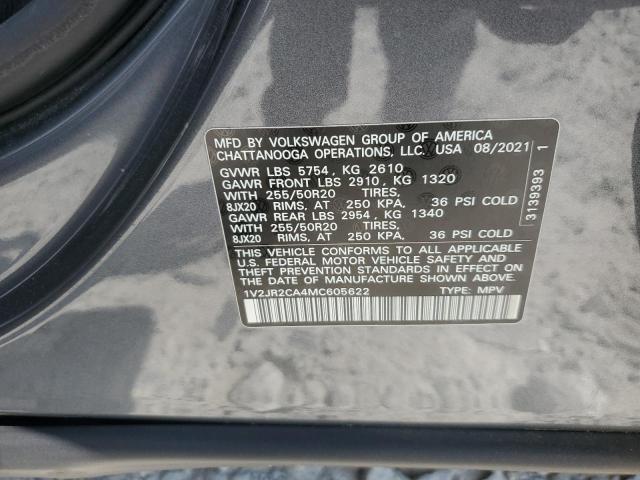 MFD BY VOLKSWAGEN GROUP OF AMERICA
CHATTANOOGA OPERATIONS, LLC. USA 08/2021
GVWR LBS 5754, KG 2610
GAWR FRONT LBS 2910, KG 1320
WITH 255/50R20 TIRES,
8JX20 RIMS, AT 250 KPA, 36 PSI COLD
GAWR REAR LBS 2954, KG 1340
WITH 255/50R20 TIRES,
8JX20 RIMS, AT 250 KPA, 36 PSI COLD
THIS VEHICLE CONFORMS TO ALL APPLICABLE
U.S. FEDERAL MOTOR VEHICLE SAFETY AND
THEFT PREVENTION STANDARDS IN EFFECT ON
THE DATE OF MANUFACTURE SHOWN ABOVE.
1V2JR2CA4MC605622 TYPE: MPV
3139393 1